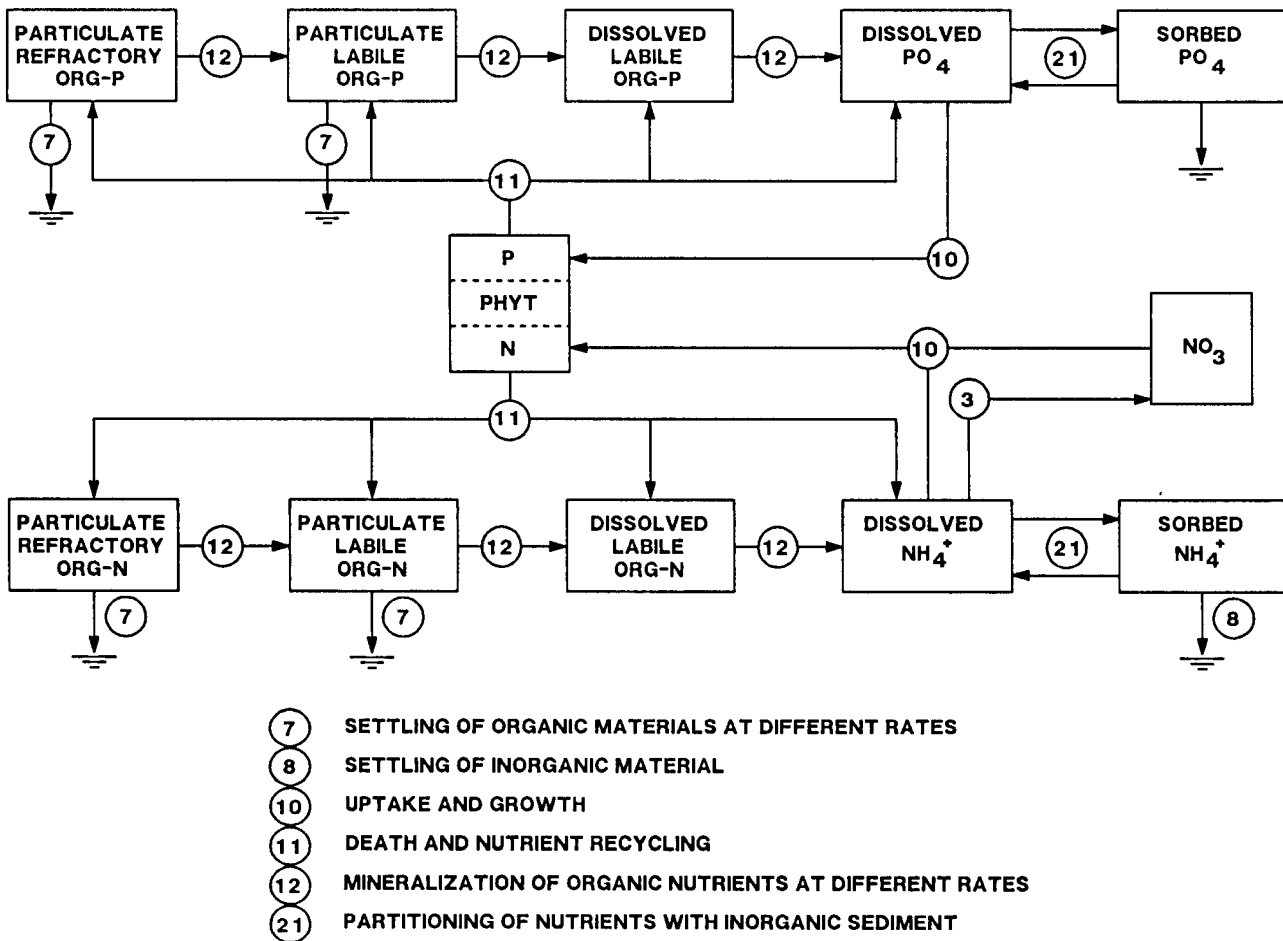 PARTICULATE
REFRACTORY
ORG-P
12
PARTICULATE
LABILE
ORG-P
12
DISSOLVED
LABILE
ORG-P
12
DISSOLVED
PO4
21
SORBED
PO4
7
7
11
P
PHYT
N
10
10
NO3
3
11
PARTICULATE
REFRACTORY
ORG-N
12
PARTICULATE
LABILE
ORG-N
12
DISSOLVED
LABILE
ORG-N
12
DISSOLVED
NH4+
21
SORBED
NH4+
7
7
8
7 SETTLING OF ORGANIC MATERIALS AT DIFFERENT RATES
8 SETTLING OF INORGANIC MATERIAL
10 UPTAKE AND GROWTH
11 DEATH AND NUTRIENT RECYCLING
12 MINERALIZATION OF ORGANIC NUTRIENTS AT DIFFERENT RATES
21 PARTITIONING OF NUTRIENTS WITH INORGANIC SEDIMENT